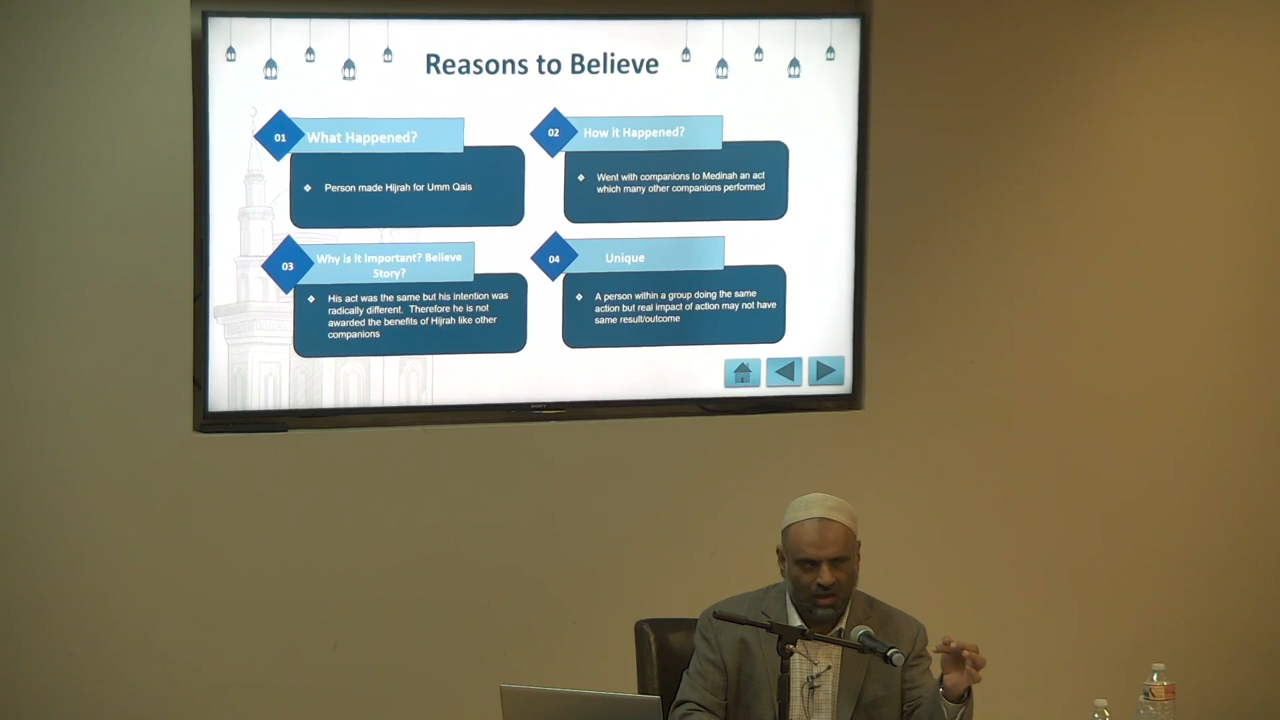 Reasons to Believe
01
What Happened?
❖ Person made Hijrah for Umm Qais
02
How it Happened?
❖ Went with companions to Medinah an act
which many other companions performed
03
Why is it Important? Believe
Story?
❖ His act was the same but his intention was
radically different. Therefore he is not
awarded the benefits of Hijrah like other
companions
04
Unique
❖ A person within a group doing the same
action but real impact of action may not have
same result/outcome
SONY